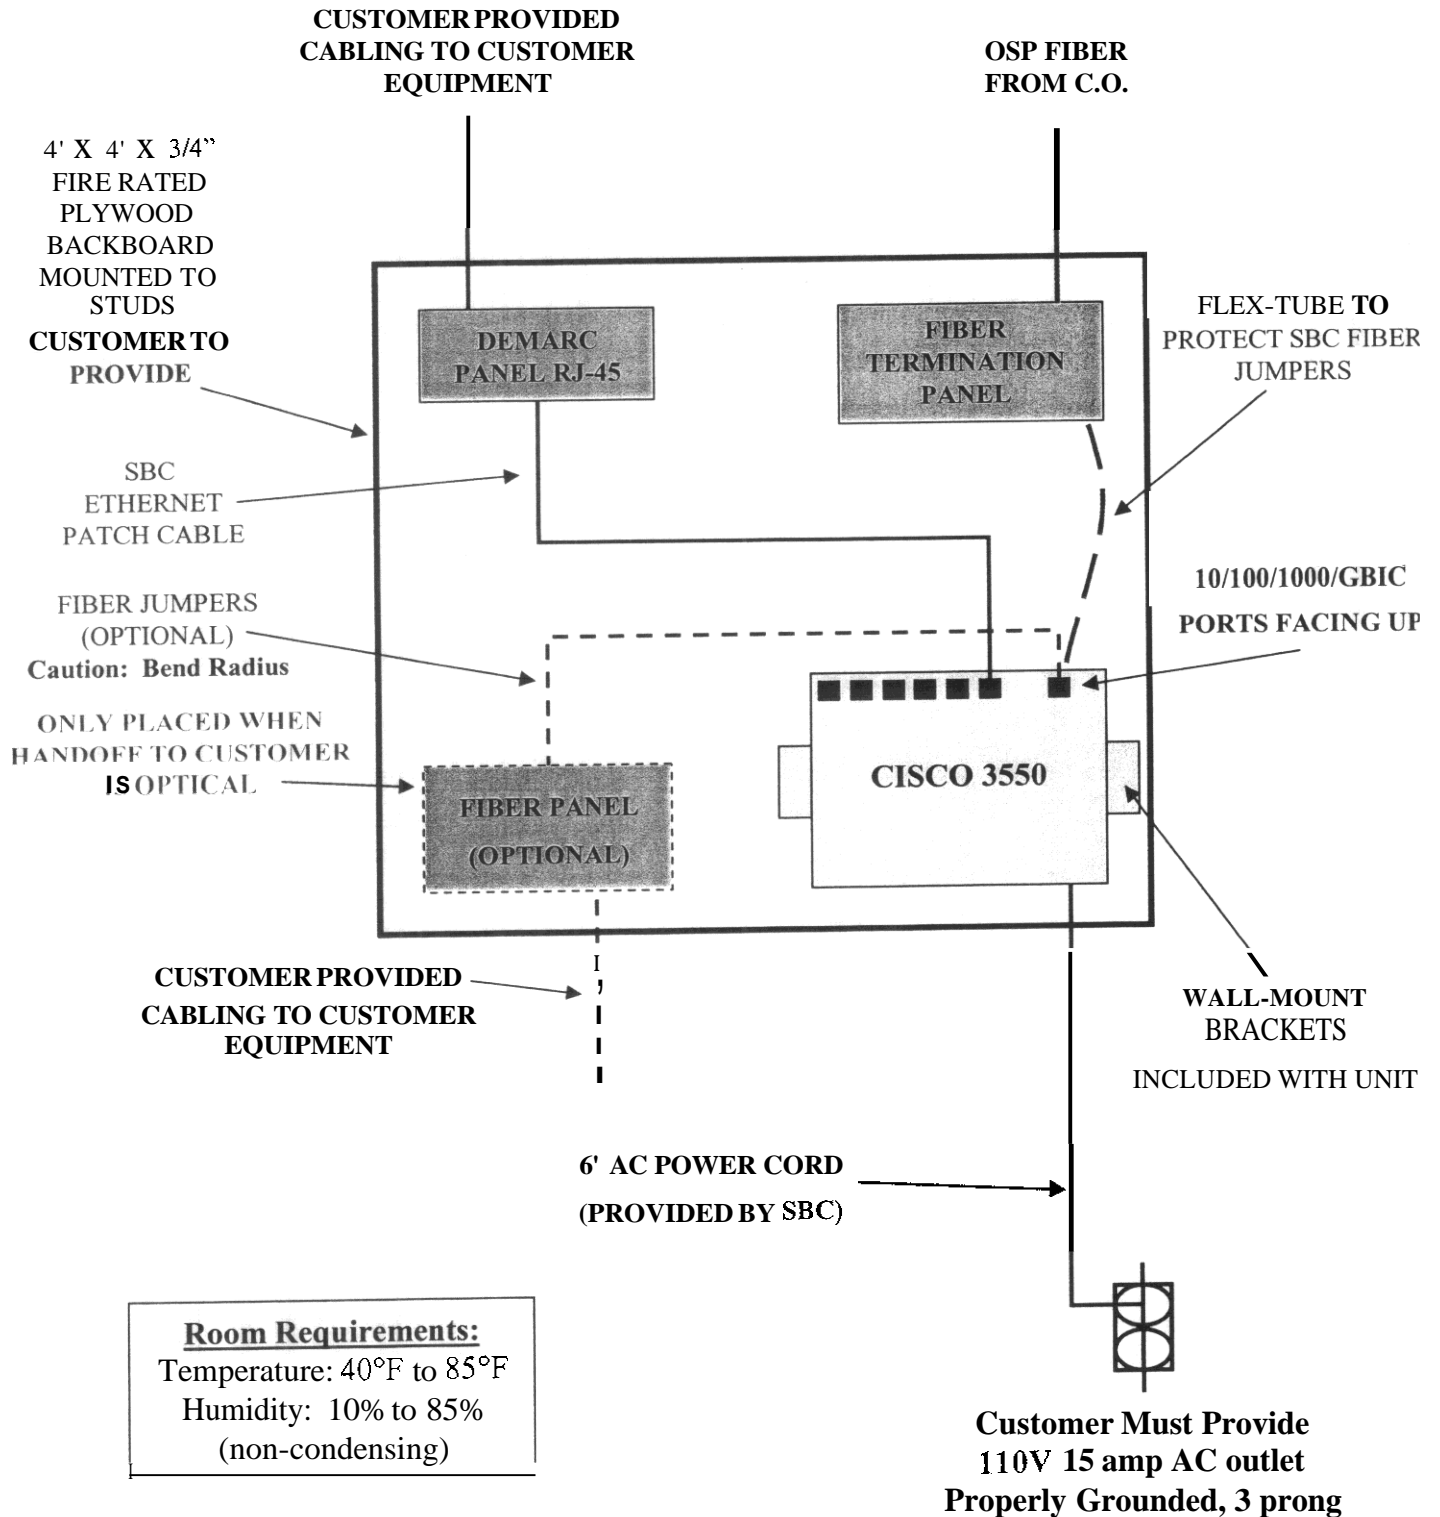 CUSTOMER PROVIDED
CABLING TO CUSTOMER
EQUIPMENT
OSP FIBER
FROM C.O.
4' X 4' X 3/4”
FIRE RATED
PLYWOOD
BACKBOARD
MOUNTED TO
STUDS
CUSTOMER TO
PROVIDE
DEMARC
PANEL RJ-45
FIBER
TERMINATION
PANEL
FLEX-TUBE TO
PROTECT SBC FIBER
JUMPERS
SBC
ETHERNET
PATCH CABLE
10/100/1000/GBIC
PORTS FACING UP
FIBER JUMPERS
(OPTIONAL)
Caution: Bend Radius
ONLY PLACED WHEN
HANDOFF TO CUSTOMER
IS OPTICAL
FIBER PANEL
(OPTIONAL)
CISCO 3550
CUSTOMER PROVIDED
CABLING TO CUSTOMER
EQUIPMENT
WALL-MOUNT
BRACKETS
INCLUDED WITH UNIT
6' AC POWER CORD
(PROVIDED BY SBC)
Room Requirements:
Temperature: 40°F to 85°F
Humidity: 10% to 85%
(non-condensing)
Customer Must Provide
110V 15 amp AC outlet
Properly Grounded, 3 prong